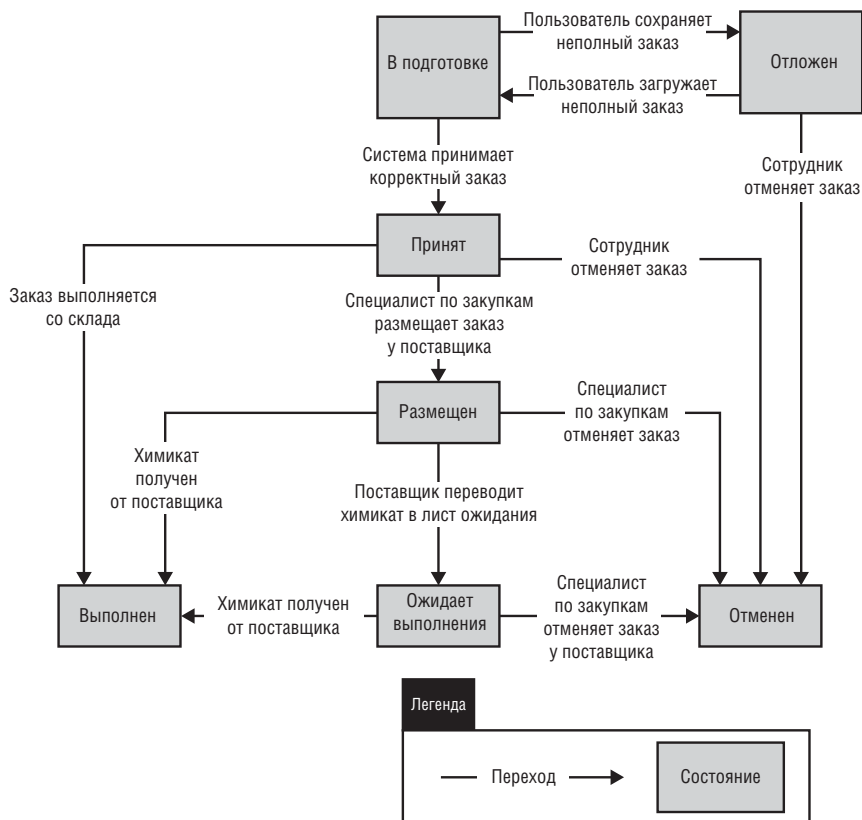 Пользователь сохраняет
неполный заказ
В подготовке
Отложен
Пользователь загружает
неполный заказ
Система принимает
корректный заказ
Сотрудник
отменяет заказ
Принят
Сотрудник
отменяет заказ
Заказ выполняется
со склада
Специалист по закупкам
размещает заказ
у поставщика
Размещен
Специалист
по закупкам
отменяет заказ
Химикат
получен
от поставщика
Поставщик переводит
химикат в лист ожидания
Выполнен
Химикат получен
от поставщика
Ожидает
выполнения
Специалист
по закупкам
отменяет заказ
у поставщика
Отменен
Легенда
Переход
Состояние